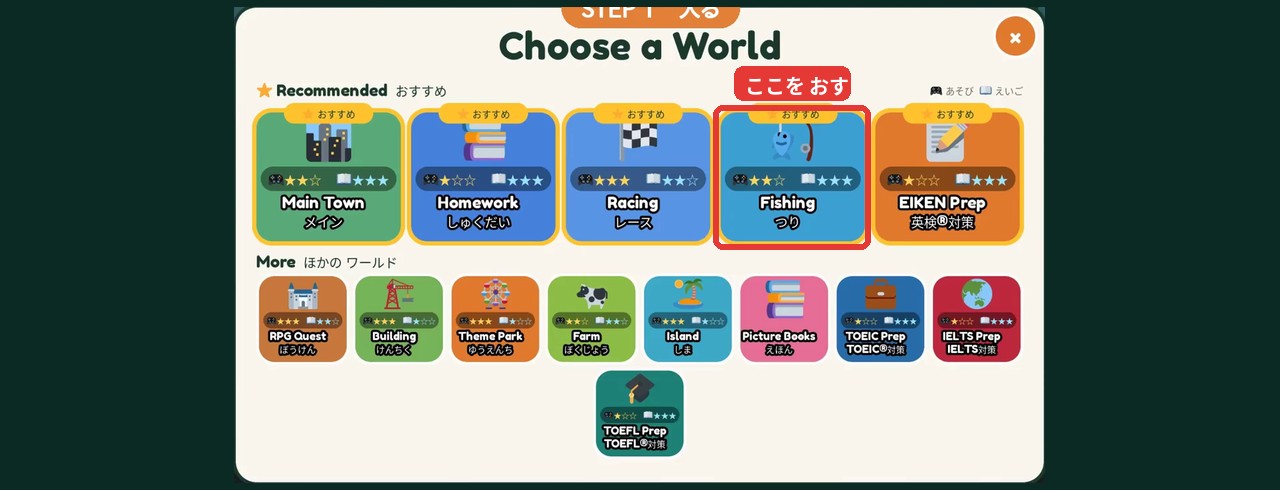 STEP 1 入る
Choose a World
Recommended おすすめ
あそび えいご
ここを おす
おすすめ
おすすめ
おすすめ
おすすめ
おすすめ
Main Town
メイン
Homework
しゅくだい
Racing
レース
Fishing
つり
EIKEN Prep
英検®対策
More ほかの ワールド
RPG Quest
ぼうけん
Building
けんちく
Theme Park
ゆうえんち
Farm
ぼくじょう
Island
しま
Picture Books
えほん
TOEIC Prep
TOEIC®対策
IELTS Prep
IELTS対策
TOEFL Prep
TOEFL®対策